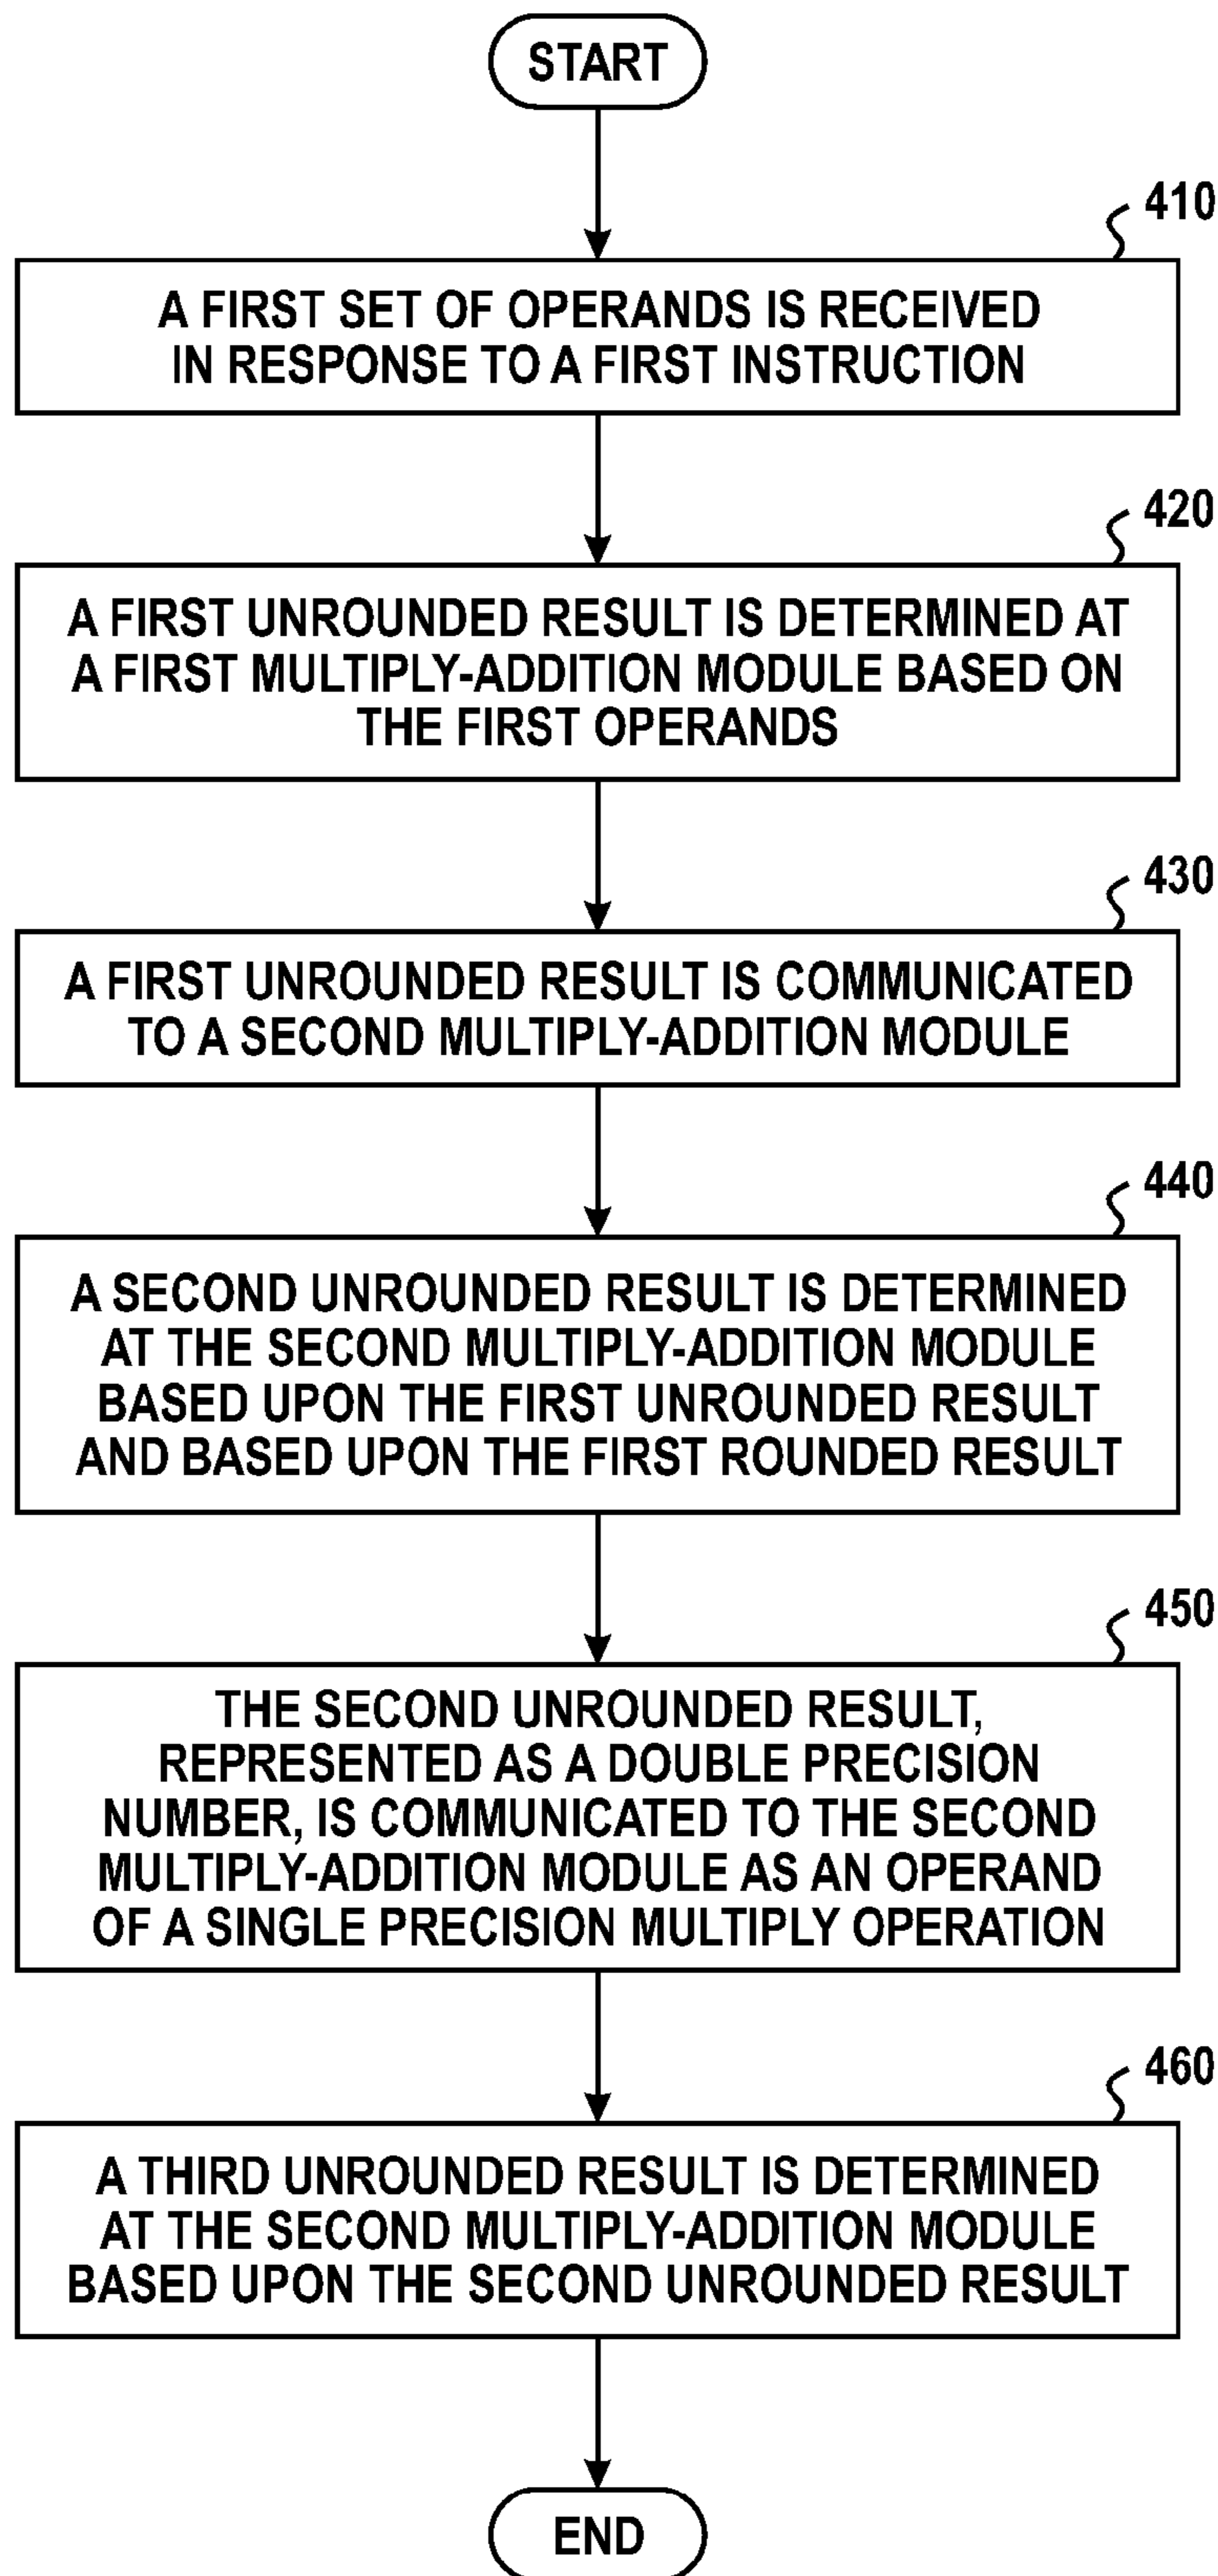 START
410
A FIRST SET OF OPERANDS IS RECEIVED
IN RESPONSE TO A FIRST INSTRUCTION
420
A FIRST UNROUNDED RESULT IS DETERMINED AT
A FIRST MULTIPLY-ADDITION MODULE BASED ON
THE FIRST OPERANDS
430
A FIRST UNROUNDED RESULT IS COMMUNICATED
TO A SECOND MULTIPLY-ADDITION MODULE
440
A SECOND UNROUNDED RESULT IS DETERMINED
AT THE SECOND MULTIPLY-ADDITION MODULE
BASED UPON THE FIRST UNROUNDED RESULT
AND BASED UPON THE FIRST ROUNDED RESULT
450
THE SECOND UNROUNDED RESULT,
REPRESENTED AS A DOUBLE PRECISION
NUMBER, IS COMMUNICATED TO THE SECOND
MULTIPLY-ADDITION MODULE AS AN OPERAND
OF A SINGLE PRECISION MULTIPLY OPERATION
460
A THIRD UNROUNDED RESULT IS DETERMINED
AT THE SECOND MULTIPLY-ADDITION MODULE
BASED UPON THE SECOND UNROUNDED RESULT
END